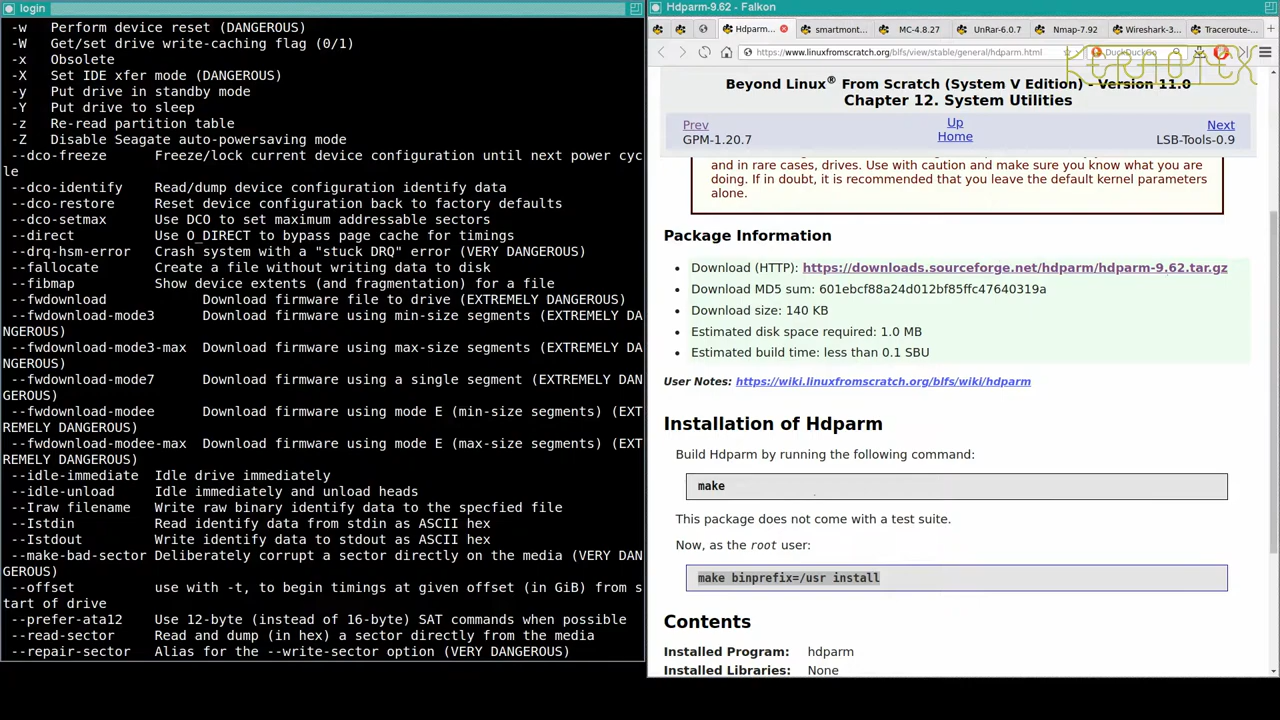 login
-w   Perform device reset (DANGEROUS)
-W   Get/set drive write-caching flag (0/1)
-x   Obsolete
-X   Set IDE xfer mode (DANGEROUS)
-y   Put drive in standby mode
-Y   Put drive to sleep
-z   Re-read partition table
-Z   Disable Seagate auto-powersaving mode
--dco-freeze      Freeze/lock current device configuration until next power cyc
le
--dco-identify    Read/dump device configuration identify data
--dco-restore     Reset device configuration back to factory defaults
--dco-setmax      Use DCO to set maximum addressable sectors
--direct          Use O_DIRECT to bypass page cache for timings
--drq-hsm-error   Crash system with a "stuck DRQ" error (VERY DANGEROUS)
--fallocate       Create a file without writing data to disk
--fibmap          Show device extents (and fragmentation) for a file
--fwdownload            Download firmware file to drive (EXTREMELY DANGEROUS)
--fwdownload-mode3      Download firmware using min-size segments (EXTREMELY DA
NGEROUS)
--fwdownload-mode3-max  Download firmware using max-size segments (EXTREMELY DA
NGEROUS)
--fwdownload-mode7      Download firmware using a single segment (EXTREMELY DAN
GEROUS)
--fwdownload-modee      Download firmware using mode E (min-size segments) (EXT
REMELY DANGEROUS)
--fwdownload-modee-max  Download firmware using mode E (max-size segments) (EXT
REMELY DANGEROUS)
--idle-immediate  Idle drive immediately
--idle-unload     Idle immediately and unload heads
--Iraw filename   Write raw binary identify data to the specfied file
--Istdin          Read identify data from stdin as ASCII hex
--Istdout         Write identify data to stdout as ASCII hex
--make-bad-sector Deliberately corrupt a sector directly on the media (VERY DAN
GEROUS)
--offset          use with -t, to begin timings at given offset (in GiB) from s
tart of drive
--prefer-ata12    Use 12-byte (instead of 16-byte) SAT commands when possible
--read-sector     Read and dump (in hex) a sector directly from the media
--repair-sector   Alias for the --write-sector option (VERY DANGEROUS)
Hdparm-9.62 - Falkon
Hdparm-... smartmont... MC-4.8.27 UnRar-6.0.7 Nmap-7.92 Wireshark-3... Traceroute-...
https://www.linuxfromscratch.org/blfs/view/stable/general/hdparm.html DuckDuckGo
KERNOTEX
Beyond Linux® From Scratch (System V Edition) - Version 11.0
Chapter 12. System Utilities
Prev Up Next
GPM-1.20.7 Home LSB-Tools-0.9
and in rare cases, drives. Use with caution and make sure you know what you are
doing. If in doubt, it is recommended that you leave the default kernel parameters
alone.
Package Information
• Download (HTTP): https://downloads.sourceforge.net/hdparm/hdparm-9.62.tar.gz
• Download MD5 sum: 601ebcf88a24d012bf85ffc47640319a
• Download size: 140 KB
• Estimated disk space required: 1.0 MB
• Estimated build time: less than 0.1 SBU
User Notes: https://wiki.linuxfromscratch.org/blfs/wiki/hdparm
Installation of Hdparm
Build Hdparm by running the following command:
make
This package does not come with a test suite.
Now, as the root user:
make binprefix=/usr install
Contents
Installed Program: hdparm
Installed Libraries: None